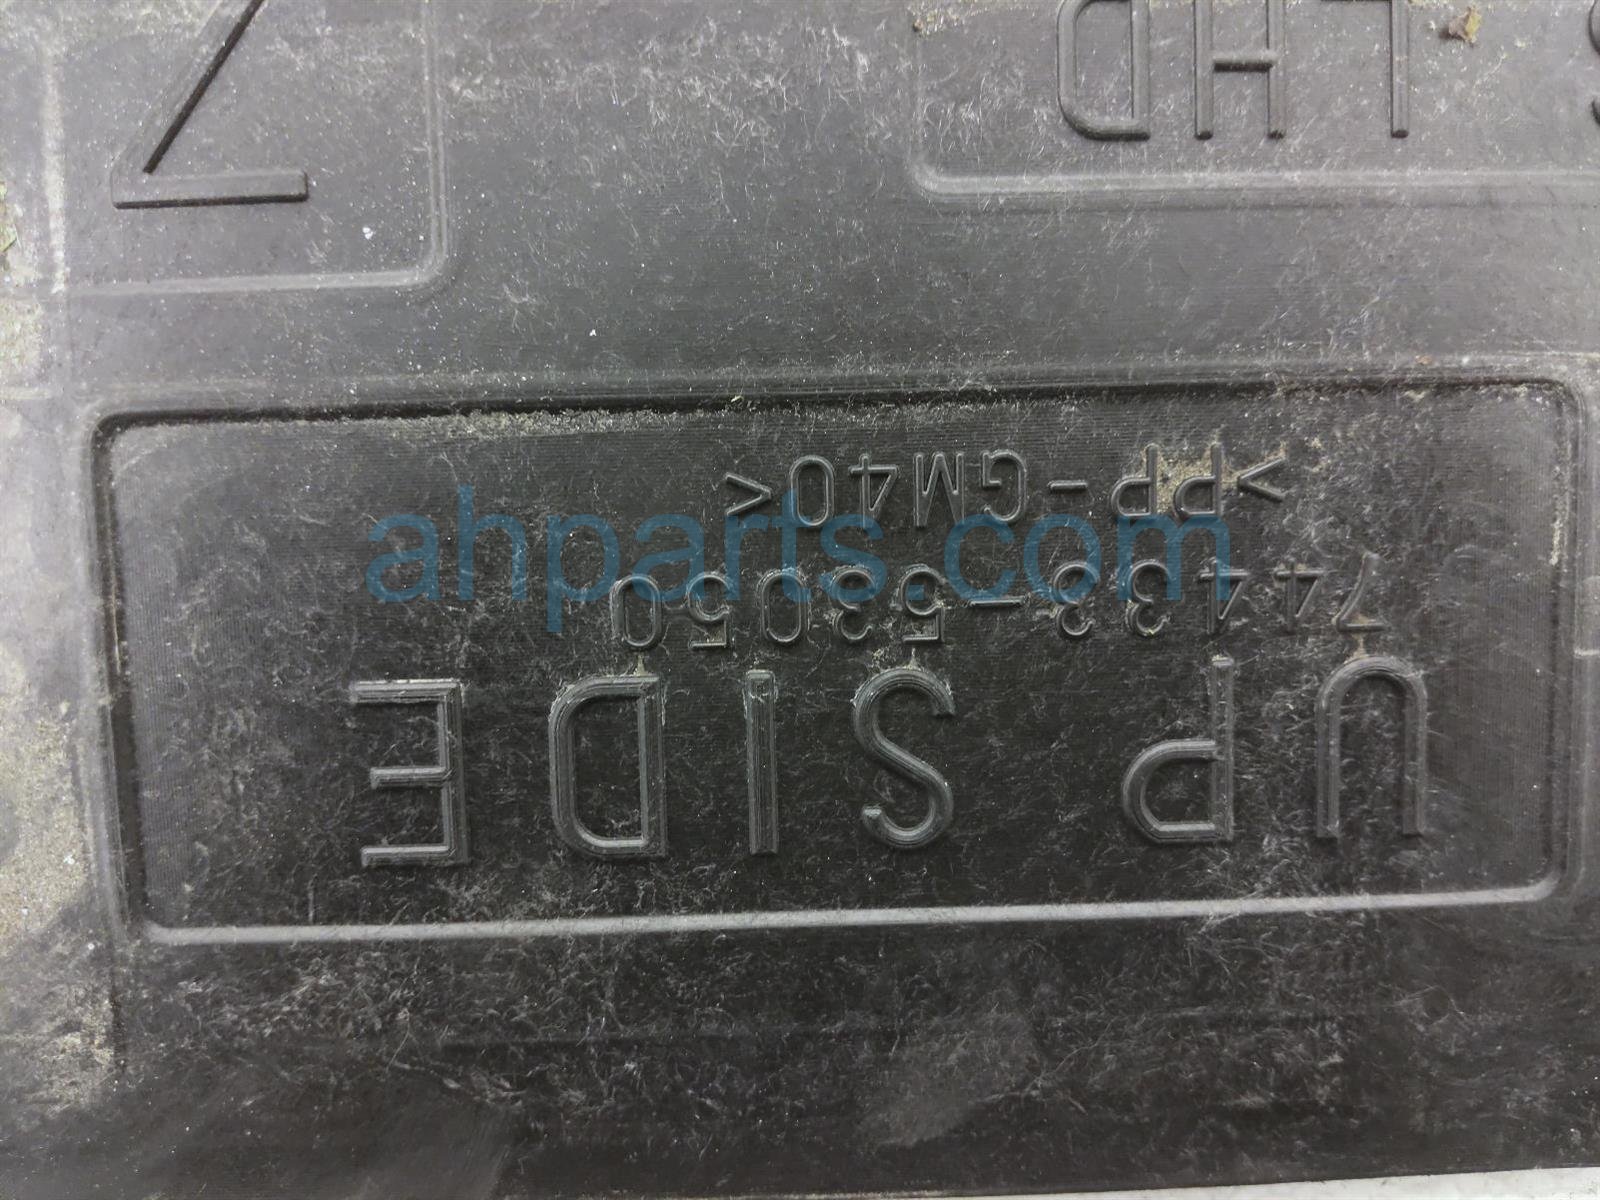 UP SIDE
74433-53050
>PP-GM40<
LHD
ahparts.com